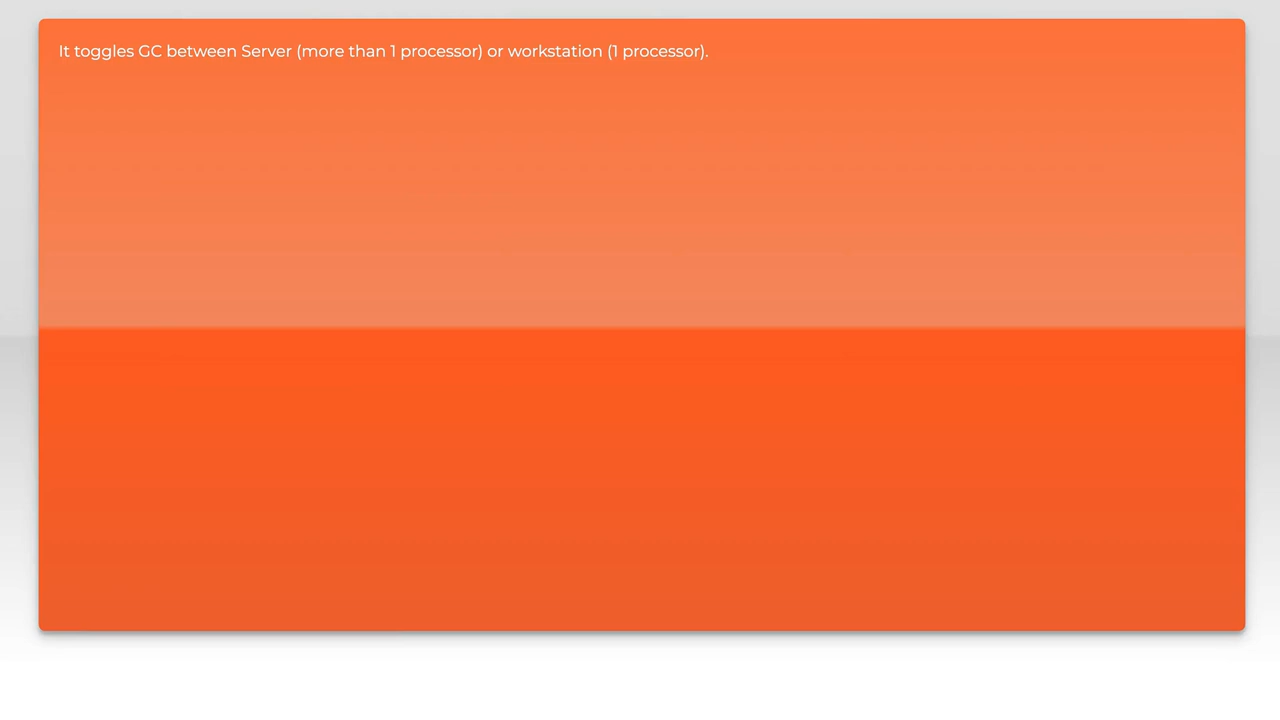 It toggles GC between Server (more than 1 processor) or workstation (1 processor).